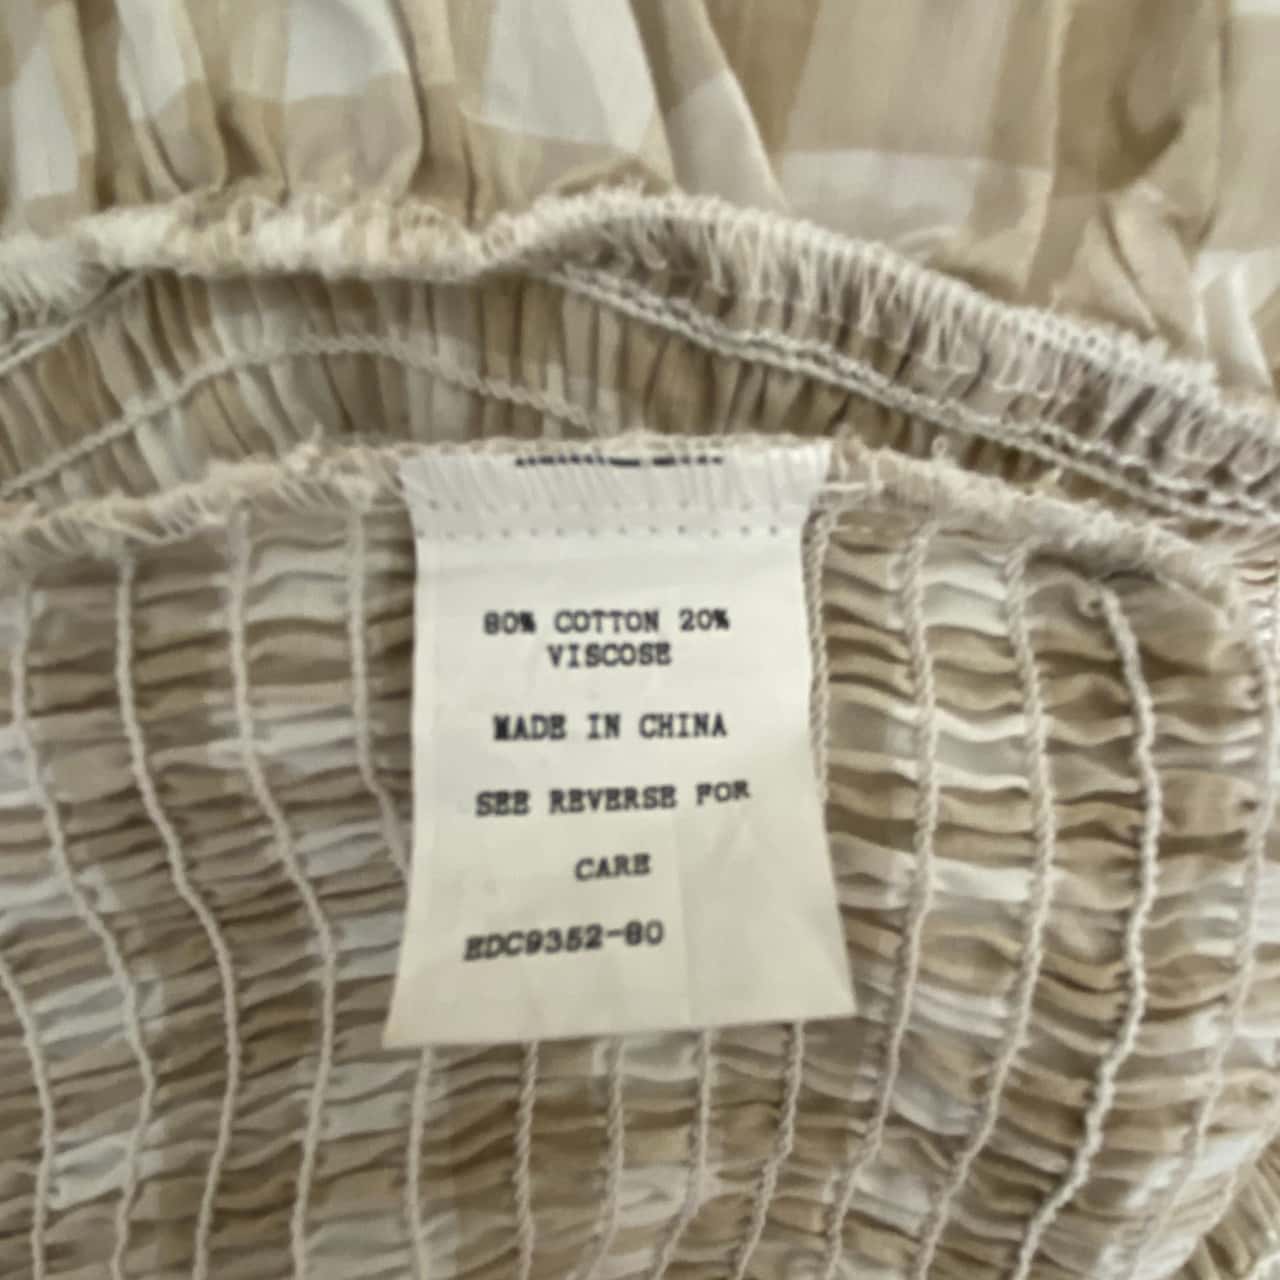 80% COTTON 20%
VISCOSE
MADE IN CHINA
SEE REVERSE FOR
CARE
EDC9352-80